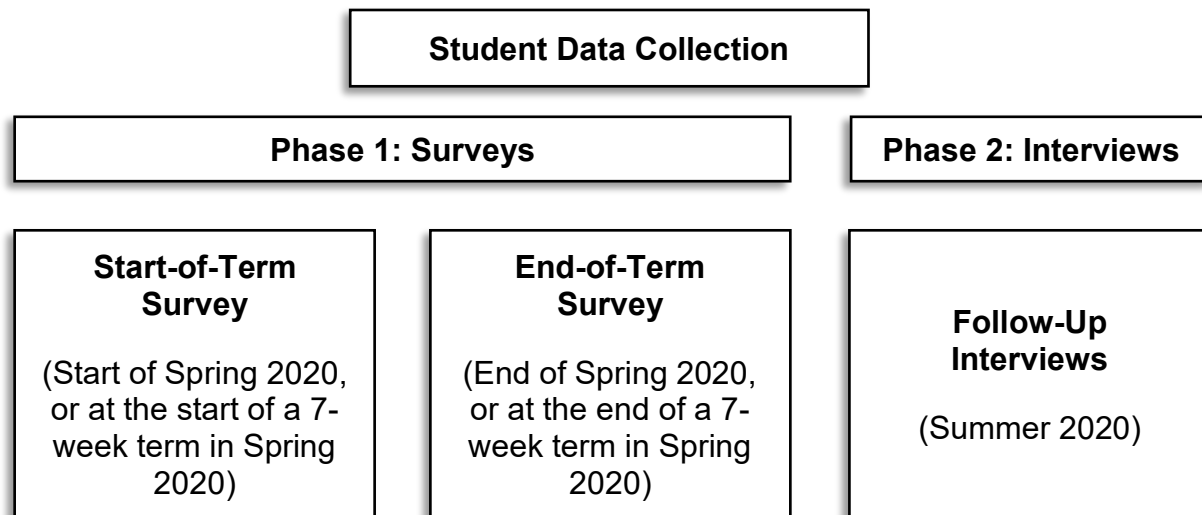 Student Data Collection
Phase 1: Surveys
Phase 2: Interviews
Start-of-Term
Survey
(Start of Spring 2020,
or at the start of a 7-
week term in Spring
2020)
End-of-Term
Survey
(End of Spring 2020,
or at the end of a 7-
week term in Spring
2020)
Follow-Up
Interviews
(Summer 2020)